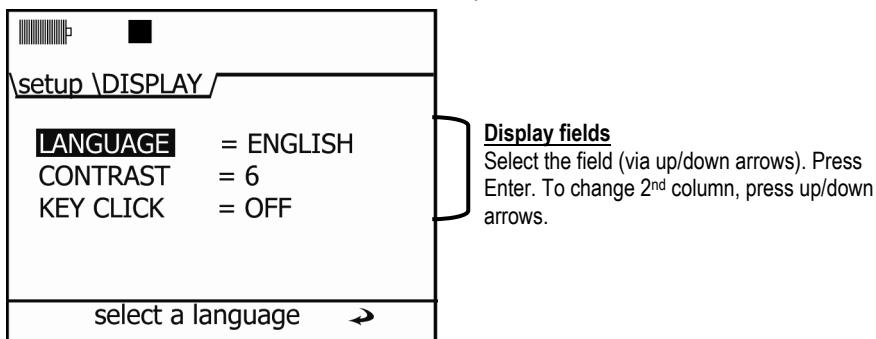 \setup \DISPLAY /
LANGUAGE = ENGLISH
CONTRAST = 6
KEY CLICK = OFF
select a language
Display fields
Select the field (via up/down arrows). Press
Enter. To change 2nd column, press up/down
arrows.